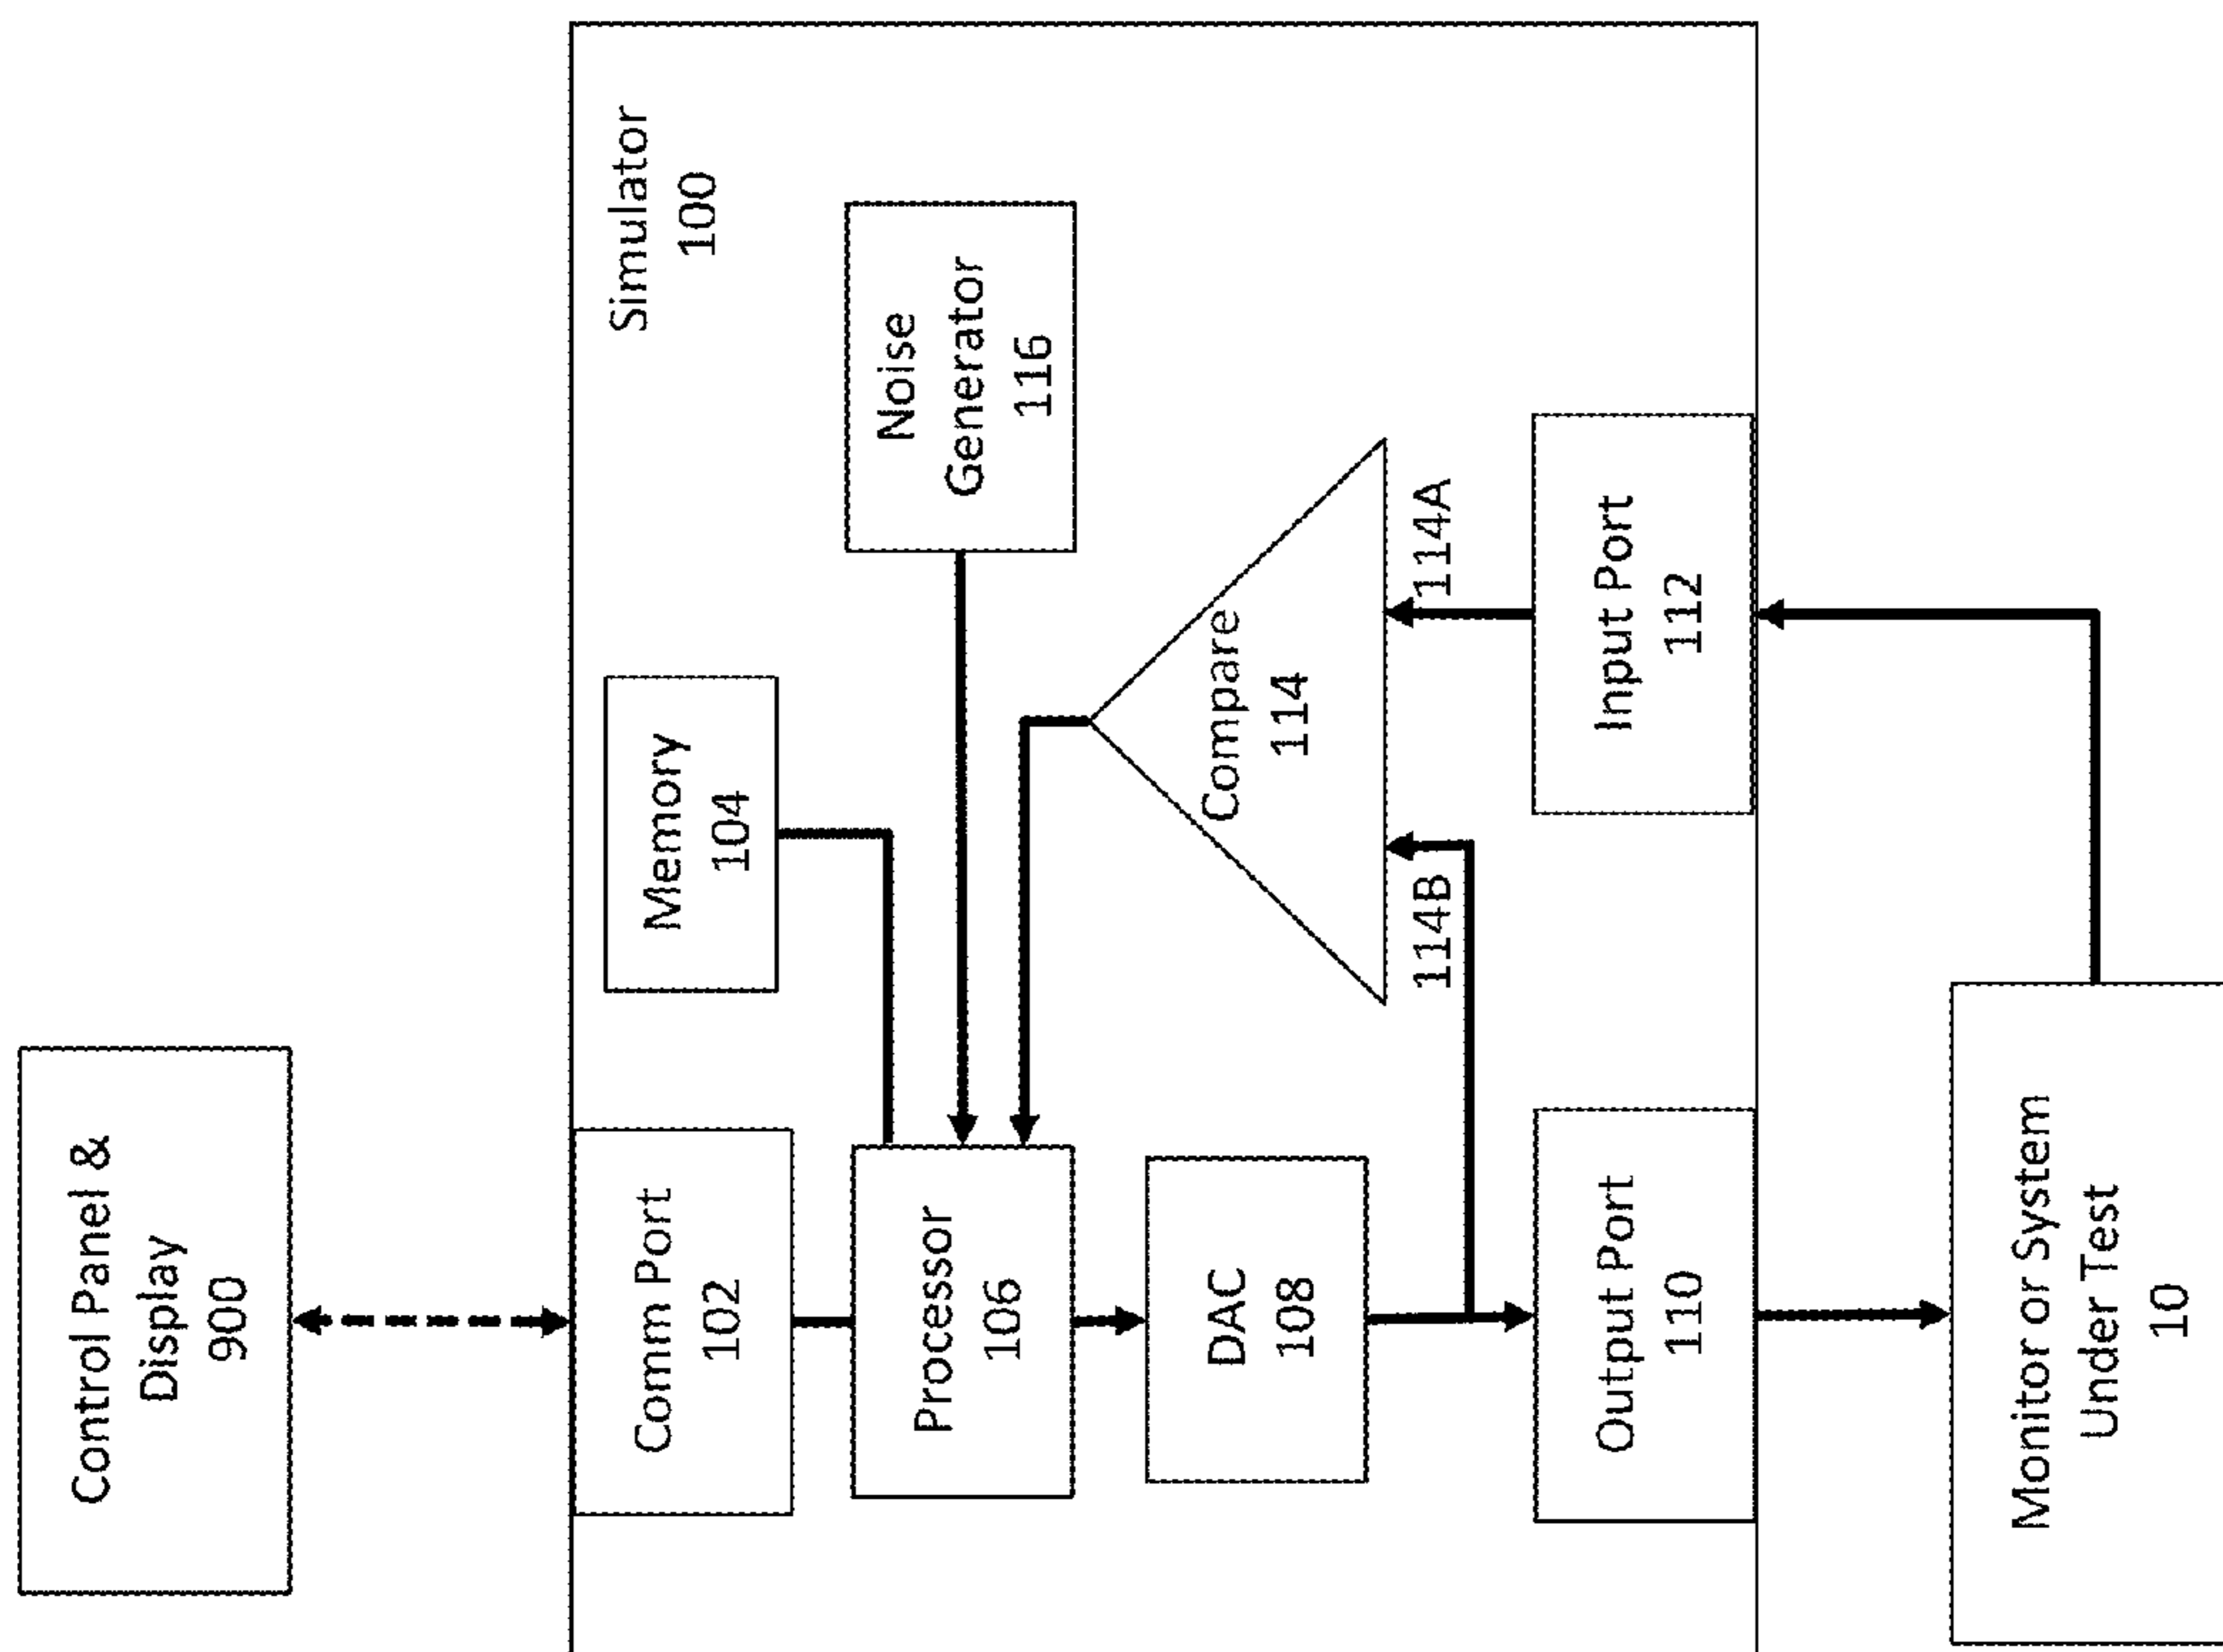 Control Panel &
Display
900
Simulator
100
Comm Port
102
Memory
104
Noise
Generator
116
Processor
106
DAC
108
Compare
114
114B
114A
Output Port
110
Input Port
112
Monitor or System
Under Test
10